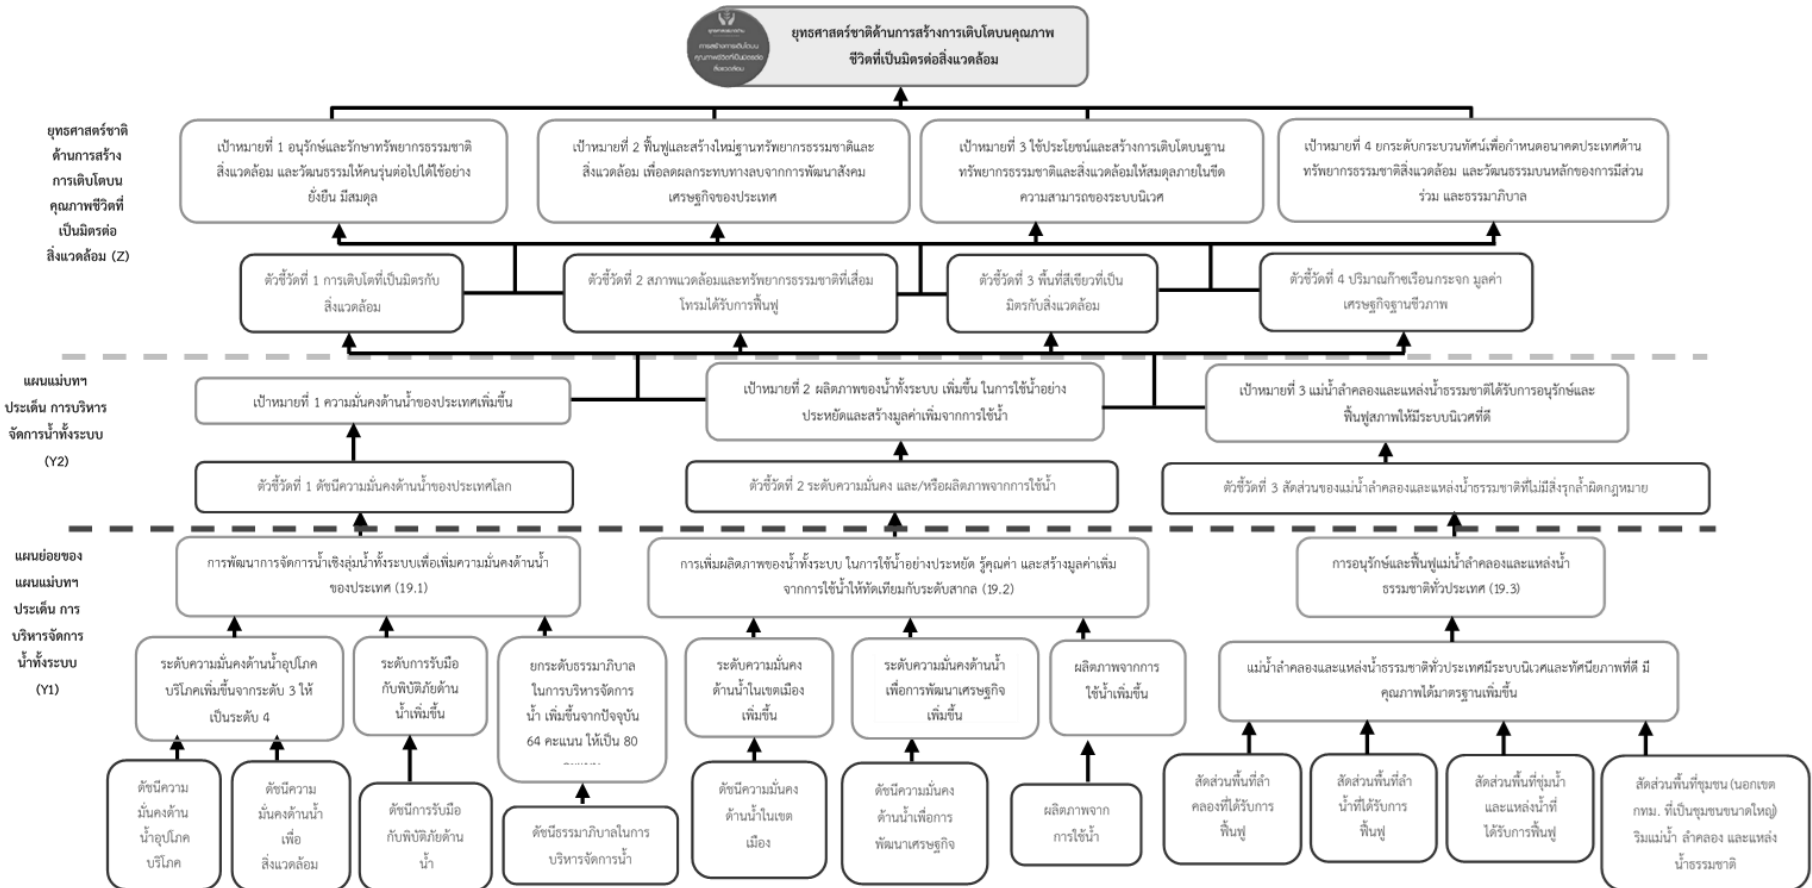 ยุทธศาสตร์ชาติด้านการสร้างการเติบโตบนคุณภาพ
ชีวิตที่เป็นมิตรต่อสิ่งแวดล้อม
การสร้างการเติบโตบน
คุณภาพชีวิตที่เป็นมิตรต่อ
สิ่งแวดล้อม
ยุทธศาสตร์ชาติ
ด้านการสร้าง
การเติบโตบน
คุณภาพชีวิตที่
เป็นมิตรต่อ
สิ่งแวดล้อม (Z)
เป้าหมายที่ 1 อนุรักษ์และรักษาทรัพยากรธรรมชาติ
สิ่งแวดล้อม และวัฒนธรรมให้คนรุ่นต่อไปได้ใช้อย่าง
ยั่งยืน มีสมดุล
เป้าหมายที่ 2 ฟื้นฟูและสร้างใหม่ฐานทรัพยากรธรรมชาติและ
สิ่งแวดล้อม เพื่อลดผลกระทบทางลบจากการพัฒนาสังคม
เศรษฐกิจของประเทศ
เป้าหมายที่ 3 ใช้ประโยชน์และสร้างการเติบโตบนฐาน
ทรัพยากรธรรมชาติและสิ่งแวดล้อมให้สมดุลภายในขีด
ความสามารถของระบบนิเวศ
เป้าหมายที่ 4 ยกระดับกระบวนทัศน์เพื่อกำหนดอนาคตประเทศด้าน
ทรัพยากรธรรมชาติสิ่งแวดล้อม และวัฒนธรรมบนหลักของการมีส่วน
ร่วม และธรรมาภิบาล
ตัวชี้วัดที่ 1 การเติบโตที่เป็นมิตรกับ
สิ่งแวดล้อม
ตัวชี้วัดที่ 2 สภาพแวดล้อมและทรัพยากรธรรมชาติที่เสื่อม
โทรมได้รับการฟื้นฟู
ตัวชี้วัดที่ 3 พื้นที่สีเขียวที่เป็น
มิตรกับสิ่งแวดล้อม
ตัวชี้วัดที่ 4 ปริมาณก๊าซเรือนกระจก มูลค่า
เศรษฐกิจฐานชีวภาพ
แผนแม่บทฯ
ประเด็น การบริหาร
จัดการน้ำทั้งระบบ
(Y2)
เป้าหมายที่ 1 ความมั่นคงด้านน้ำของประเทศเพิ่มขึ้น
เป้าหมายที่ 2 ผลิตภาพของน้ำทั้งระบบ เพิ่มขึ้น ในการใช้น้ำอย่าง
ประหยัดและสร้างมูลค่าเพิ่มจากการใช้น้ำ
เป้าหมายที่ 3 แม่น้ำลำคลองและแหล่งน้ำธรรมชาติได้รับการอนุรักษ์และ
ฟื้นฟูสภาพให้มีระบบนิเวศที่ดี
ตัวชี้วัดที่ 1 ดัชนีความมั่นคงด้านน้ำของประเทศโลก
ตัวชี้วัดที่ 2 ระดับความมั่นคง และ/หรือผลิตภาพจากการใช้น้ำ
ตัวชี้วัดที่ 3 สัดส่วนของแม่น้ำลำคลองและแหล่งน้ำธรรมชาติที่ไม่มีสิ่งรุกล้ำผิดกฎหมาย
แผนย่อยของ
แผนแม่บทฯ
ประเด็น การ
บริหารจัดการ
น้ำทั้งระบบ
(Y1)
การพัฒนาการจัดการน้ำเชิงลุ่มน้ำทั้งระบบเพื่อเพิ่มความมั่นคงด้านน้ำ
ของประเทศ (19.1)
การเพิ่มผลิตภาพของน้ำทั้งระบบ ในการใช้น้ำอย่างประหยัด รู้คุณค่า และสร้างมูลค่าเพิ่ม
จากการใช้น้ำให้ทัดเทียมกับระดับสากล (19.2)
การอนุรักษ์และฟื้นฟูแม่น้ำลำคลองและแหล่งน้ำ
ธรรมชาติทั่วประเทศ (19.3)
ระดับความมั่นคงด้านน้ำอุปโภค
บริโภคเพิ่มขึ้นจากระดับ 3 ให้
เป็นระดับ 4
ระดับการรับมือ
กับพิบัติภัยด้าน
น้ำเพิ่มขึ้น
ยกระดับธรรมาภิบาล
ในการบริหารจัดการ
น้ำ เพิ่มขึ้นจากปัจจุบัน
64 คะแนน ให้เป็น 80
ระดับความมั่นคง
ด้านน้ำในเขตเมือง
เพิ่มขึ้น
ระดับความมั่นคงด้านน้ำ
เพื่อการพัฒนาเศรษฐกิจ
เพิ่มขึ้น
ผลิตภาพจากการ
ใช้น้ำเพิ่มขึ้น
แม่น้ำลำคลองและแหล่งน้ำธรรมชาติทั่วประเทศมีระบบนิเวศและทัศนียภาพที่ดี มี
คุณภาพได้มาตรฐานเพิ่มขึ้น
ดัชนีความ
มั่นคงด้าน
น้ำอุปโภค
บริโภค
ดัชนีความ
มั่นคงด้านน้ำ
เพื่อ
สิ่งแวดล้อม
ดัชนีการรับมือ
กับพิบัติภัยด้าน
น้ำ
ดัชนีธรรมาภิบาลในการ
บริหารจัดการน้ำ
ดัชนีความมั่นคง
ด้านน้ำในเขต
เมือง
ดัชนีความมั่นคง
ด้านน้ำเพื่อการ
พัฒนาเศรษฐกิจ
ผลิตภาพจาก
การใช้น้ำ
สัดส่วนพื้นที่ลำ
คลองที่ได้รับการ
ฟื้นฟู
สัดส่วนพื้นที่ลำ
น้ำที่ได้รับการ
ฟื้นฟู
สัดส่วนพื้นที่ชุ่มน้ำ
และแหล่งน้ำที่
ได้รับการฟื้นฟู
สัดส่วนพื้นที่ชุมชน (นอกเขต
กทม. ที่เป็นชุมชนขนาดใหญ่)
ริมแม่น้ำ ลำคลอง และแหล่ง
น้ำธรรมชาติ